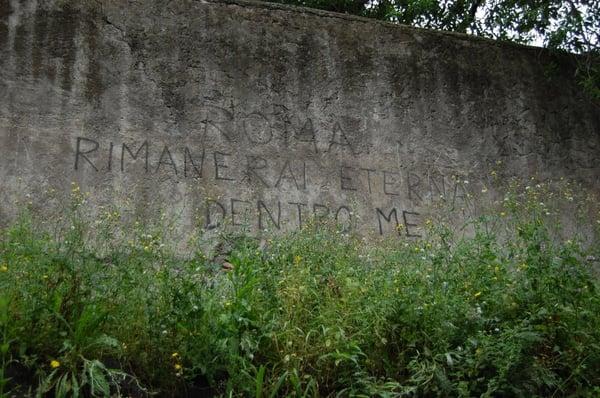 ROMA
RIMANERAI ETERNA
DENTRO ME